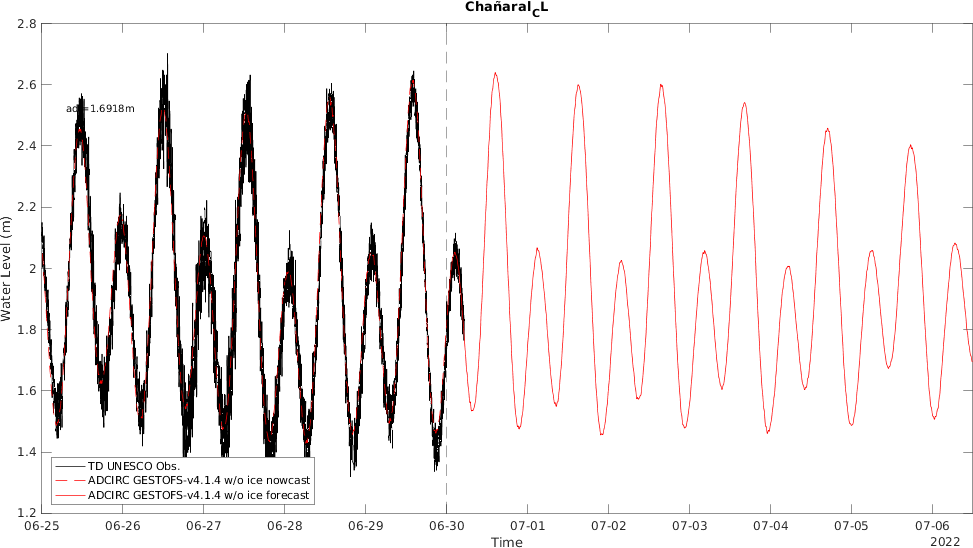 Chañaral_CL
2.8
2.6
2.4
2.2
2
1.8
1.6
1.4
1.2
Water Level (m)
adj=1.6918m
TD UNESCO Obs.
ADCIRC GESTOFS-v4.1.4 w/o ice nowcast
ADCIRC GESTOFS-v4.1.4 w/o ice forecast
06-25 06-26 06-27 06-28 06-29 06-30 07-01 07-02 07-03 07-04 07-05 07-06
Time
2022